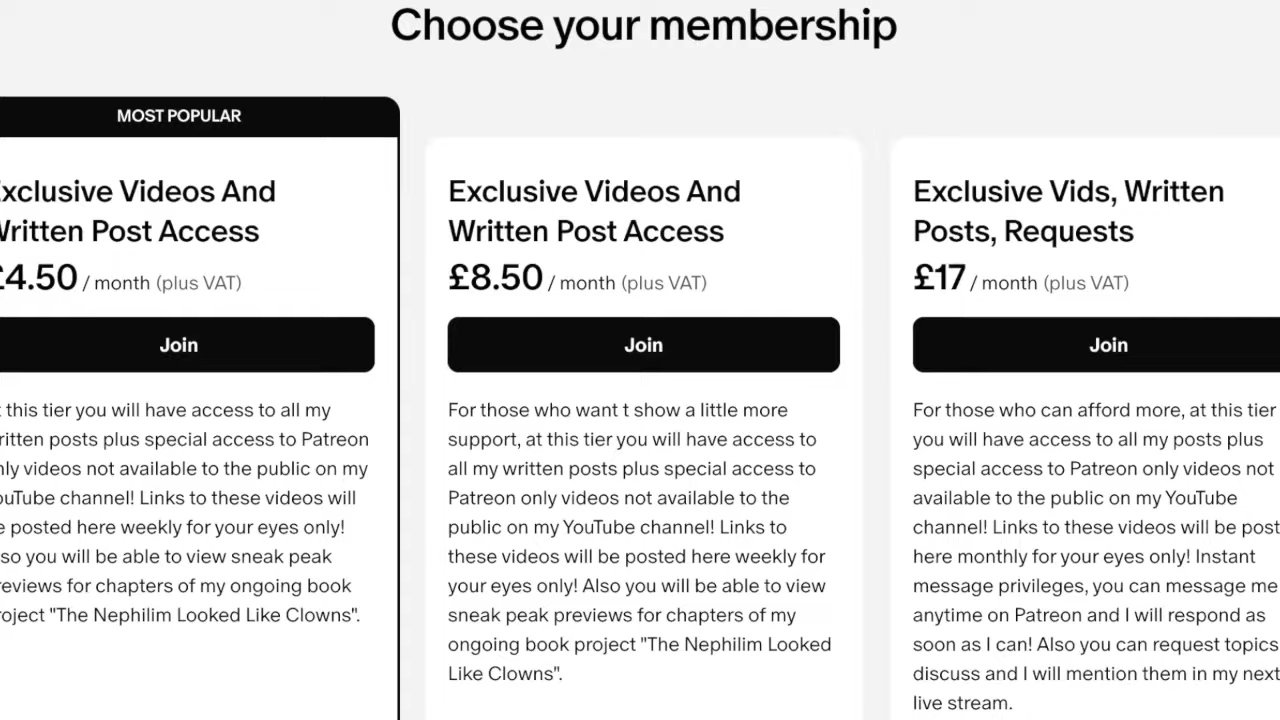 Choose your membership
MOST POPULAR
xclusive Videos And
Written Post Access
£4.50 / month (plus VAT)
Join
t this tier you will have access to all my
ritten posts plus special access to Patreon
nly videos not available to the public on my
ouTube channel! Links to these videos will
e posted here weekly for your eyes only!
lso you will be able to view sneak peak
reviews for chapters of my ongoing book
roject "The Nephilim Looked Like Clowns".
Exclusive Videos And
Written Post Access
£8.50 / month (plus VAT)
Join
For those who want t show a little more
support, at this tier you will have access to
all my written posts plus special access to
Patreon only videos not available to the
public on my YouTube channel! Links to
these videos will be posted here weekly for
your eyes only! Also you will be able to view
sneak peak previews for chapters of my
ongoing book project "The Nephilim Looked
Like Clowns".
Exclusive Vids, Written
Posts, Requests
£17 / month (plus VAT)
Join
For those who can afford more, at this tier
you will have access to all my posts plus
special access to Patreon only videos not
available to the public on my YouTube
channel! Links to these videos will be post
here monthly for your eyes only! Instant
message privileges, you can message me
anytime on Patreon and I will respond as
soon as I can! Also you can request topics
discuss and I will mention them in my next
live stream.